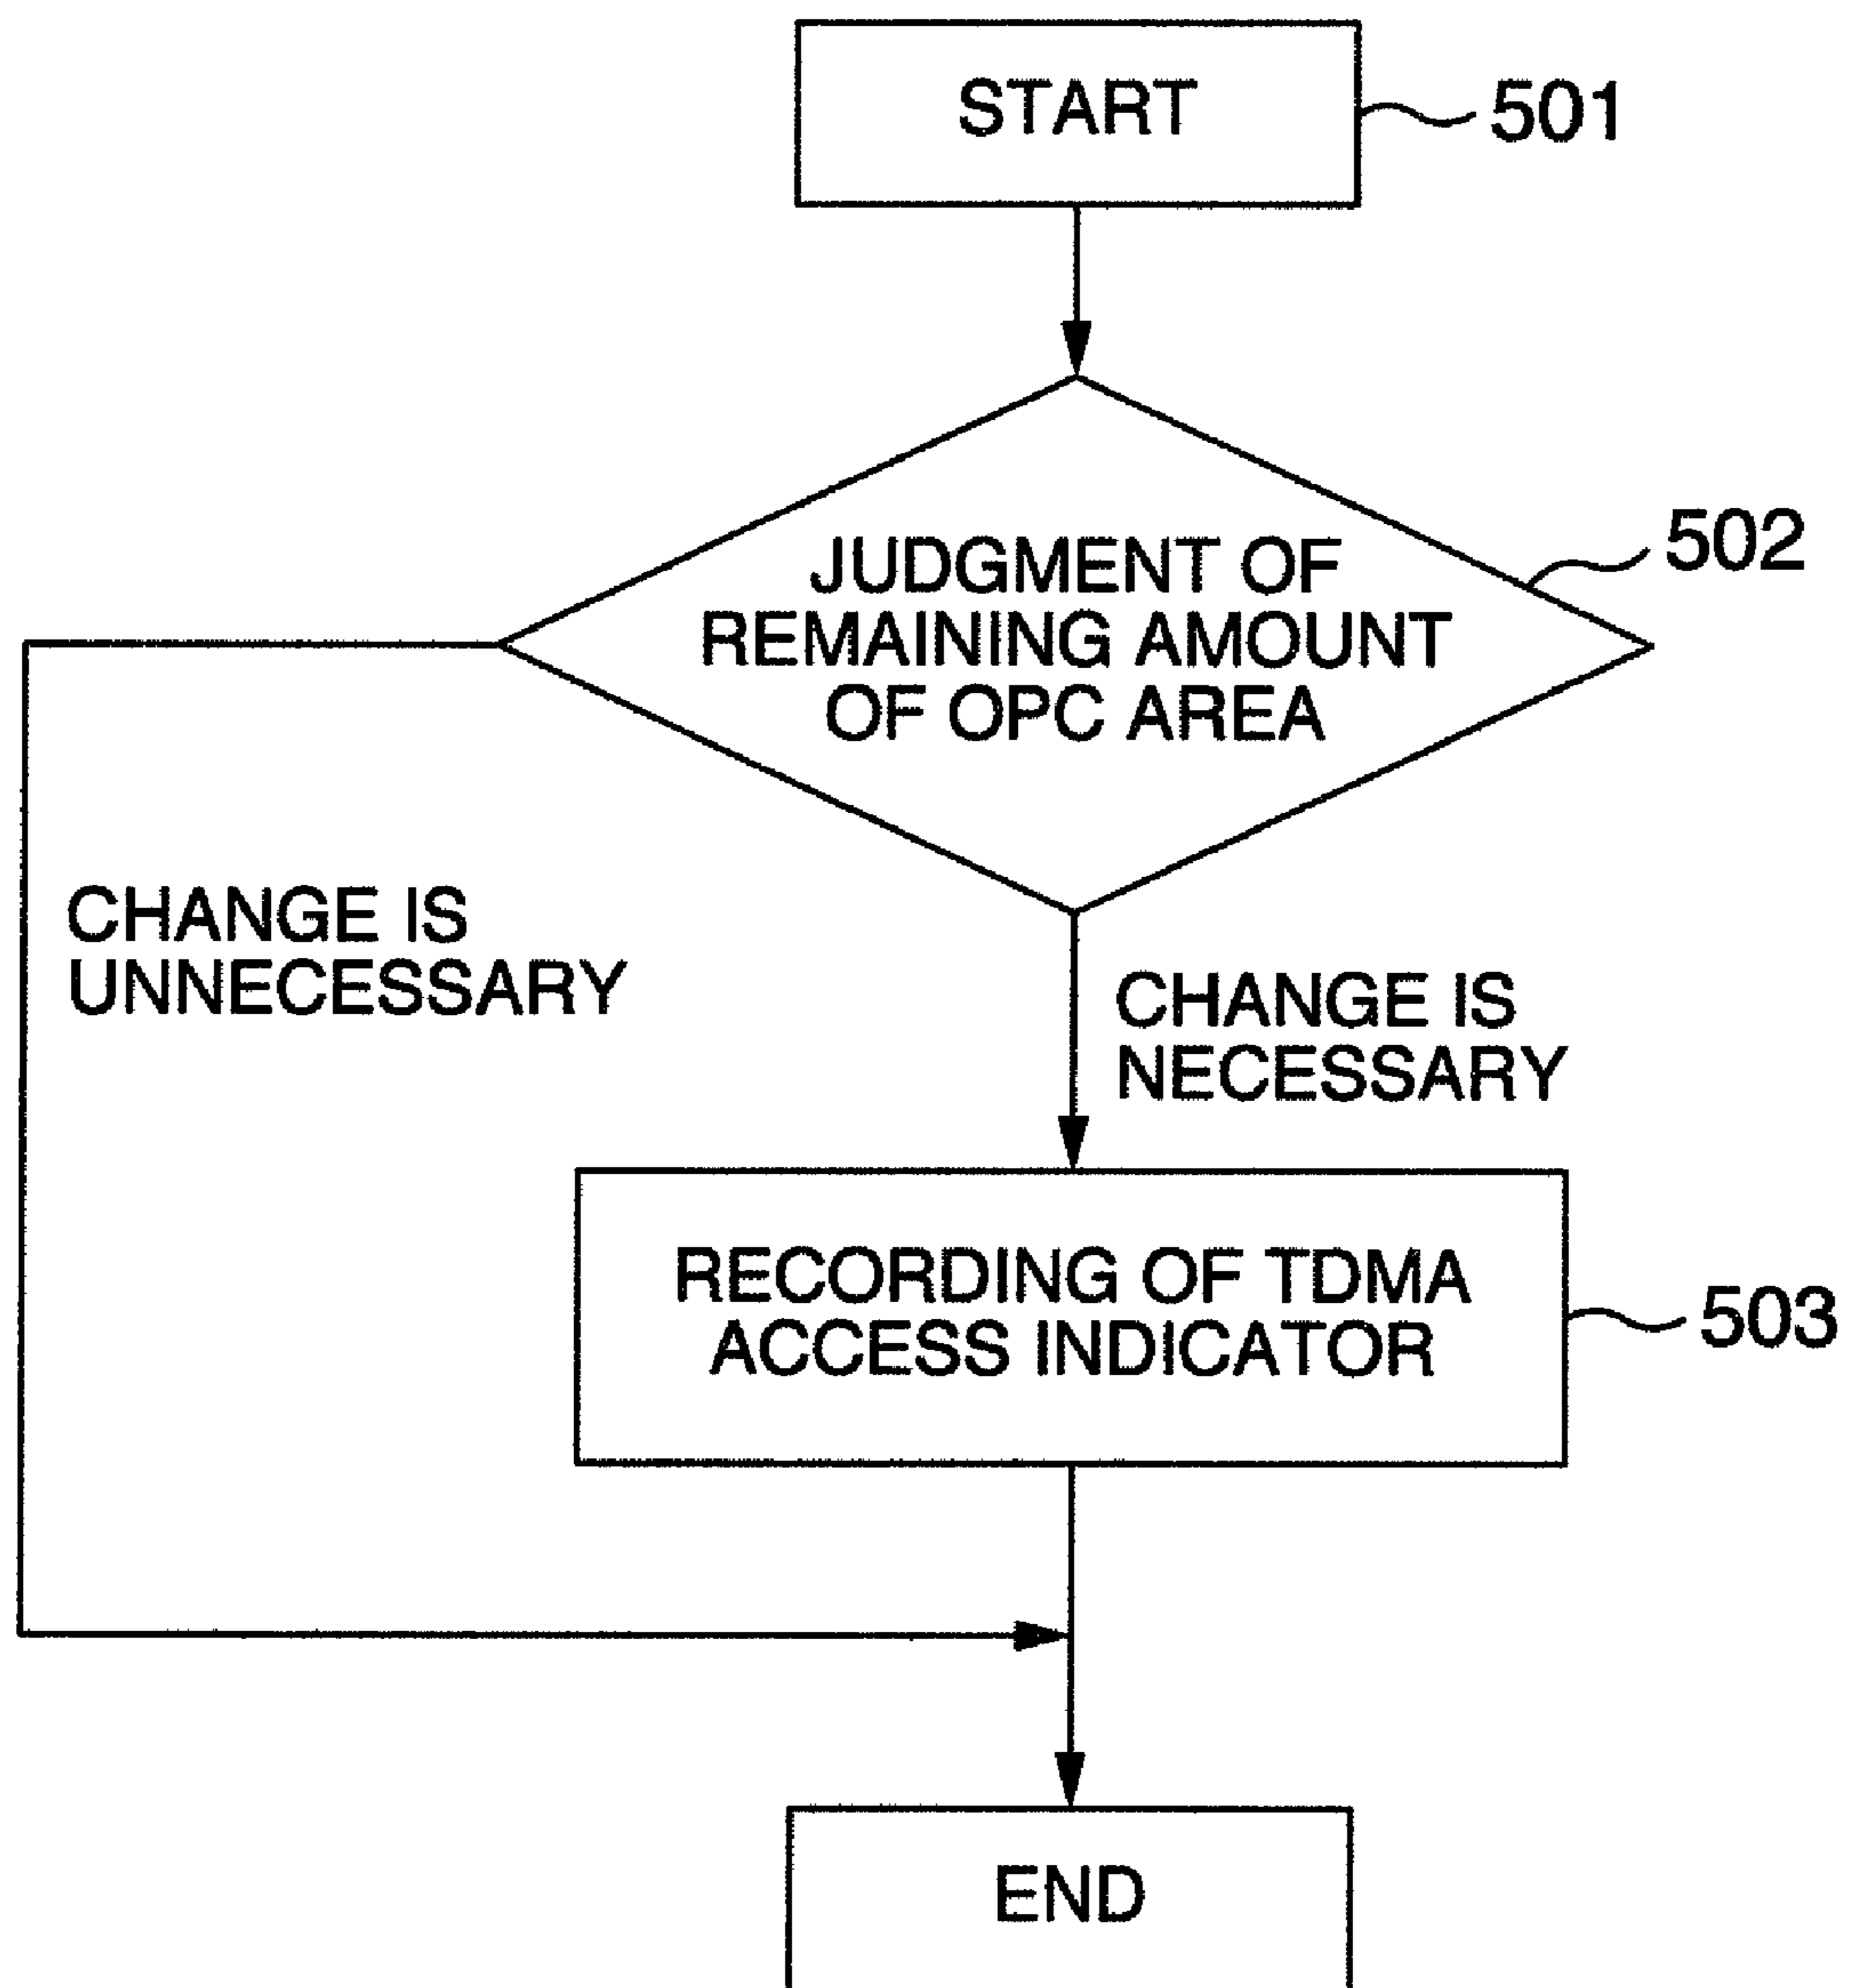 START
501
502
JUDGMENT OF
REMAINING AMOUNT
OF OPC AREA
CHANGE IS
UNNECESSARY
CHANGE IS
NECESSARY
RECORDING OF TDMA
ACCESS INDICATOR
503
END